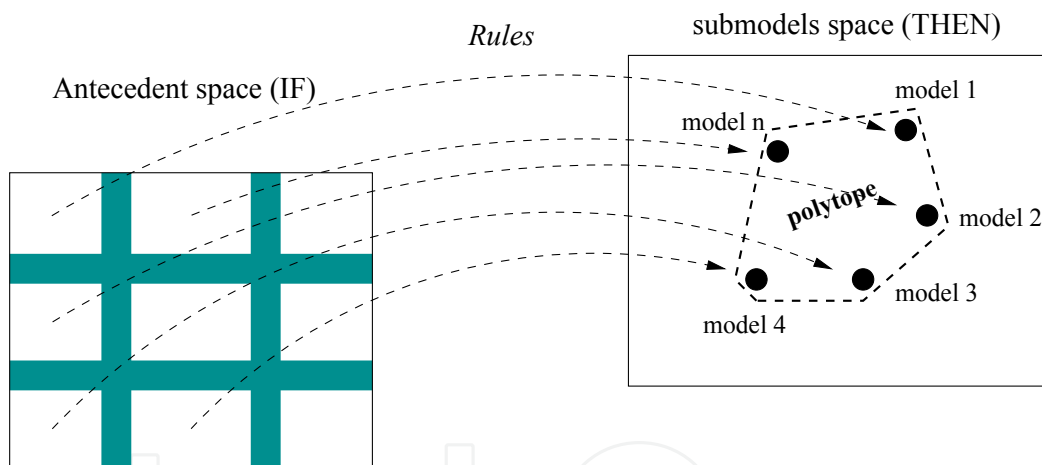 Rules
submodels space (THEN)
Antecedent space (IF)
model 1
model n
polytope
model 2
model 3
model 4